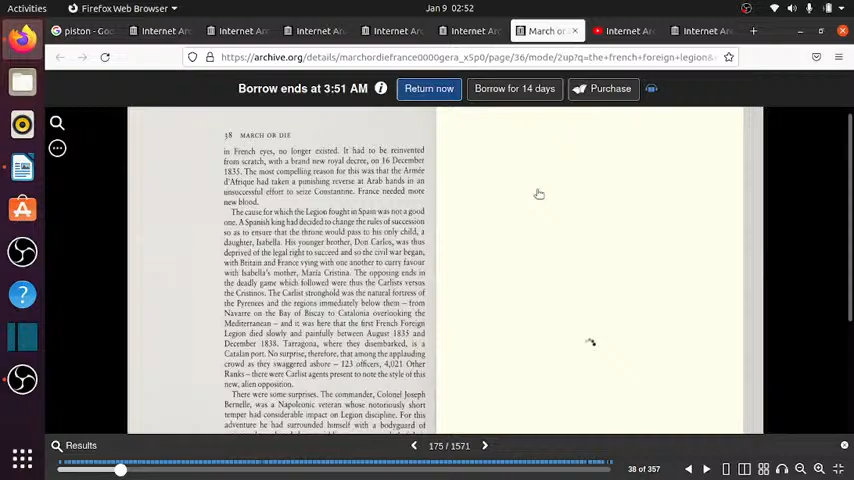 Activities
Firefox Web Browser
Jan 9 02:52
piston - Goo
Internet Ar
Internet Arc
Internet Arc
Internet Arc
March or
Internet Ar
Internet Arc
https://archive.org/details/marchordiefrance0000gera_x5p0/page/36/mode/2up?q=the+french+foreign+legion&
Borrow ends at 3:51 AM
Return now
Borrow for 14 days
Purchase
38 MARCH OR DIE
in French eyes, no longer existed. It had to be reinvented
from scratch, with a brand new royal decree, on 16 December
1835. The most compelling reason for this was that the Armée
d'Afrique had taken a punishing reverse at Arab hands in an
unsuccessful effort to seize Constantine. France needed more
new blood.
The cause for which the Legion fought in Spain was not a good
one. A Spanish king had decided to change the rules of succession
so as to ensure that the throne would pass to his only child, a
daughter, Isabella. His younger brother, Don Carlos, was thus
deprived of the legal right to succeed and so the civil war began,
with Britain and France vying with one another to curry favour
with Isabella's mother, María Cristina. The opposing ends in
the deadly game which followed were thus the Carlists versus
the Cristinos. The Carlist stronghold was the natural fortress of
the Pyrenees and the regions immediately below them – from
Navarre on the Bay of Biscay to Catalonia overlooking the
Mediterranean – and it was here that the first French Foreign
Legion died slowly and painfully between August 1835 and
December 1838. Tarragona, where they disembarked, is a
Catalan port. No surprise, therefore, that among the applauding
crowd as they swaggered ashore – 123 officers, 4,021 Other
Ranks – there were Carlist agents present to note the style of this
new, alien opposition.
There were some surprises. The commander, Colonel Joseph
Bernelle, was a Napoleonic veteran whose notoriously short
temper had considerable impact on Legion discipline. For this
adventure he had surrounded himself with a bodyguard of
Results
175 / 1571
38 of 357